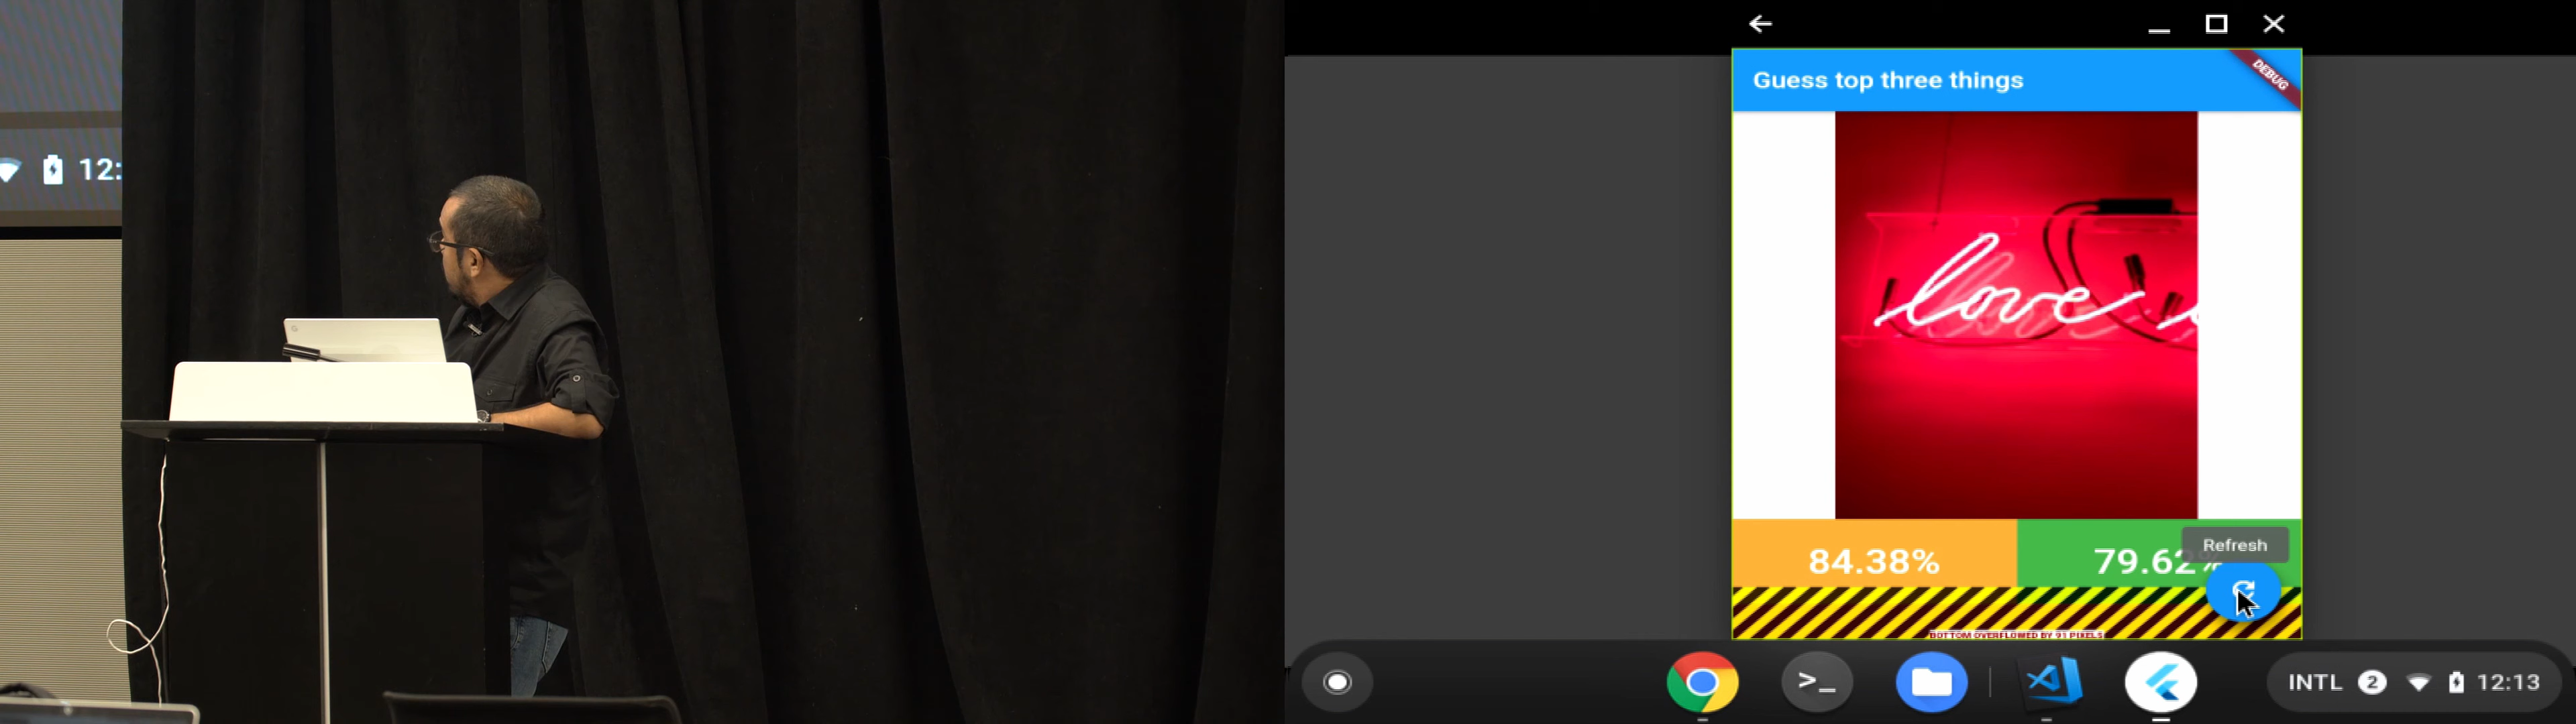 12:
Guess top three things
DEBUG
love
84.38%
79.62%
Refresh
BOTTOM OVERFLOWED BY 91 PIXELS
>_
INTL 2 12:13